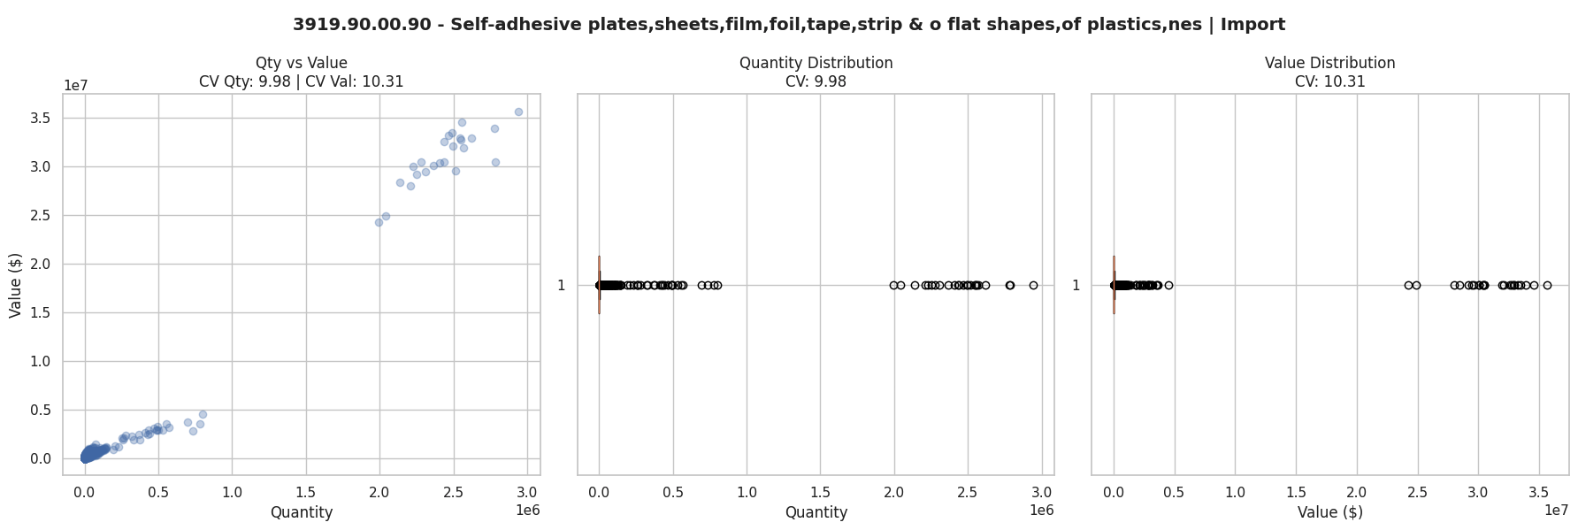 3919.90.00.90 - Self-adhesive plates,sheets,film,foil,tape,strip & o flat shapes,of plastics,nes | Import
Qty vs Value
CV Qty: 9.98 | CV Val: 10.31
1e7
Value ($)
3.5
3.0
2.5
2.0
1.5
1.0
0.5
0.0
0.0 0.5 1.0 1.5 2.0 2.5 3.0
Quantity
1e6
Quantity Distribution
CV: 9.98
1
0.0 0.5 1.0 1.5 2.0 2.5 3.0
Quantity
1e6
Value Distribution
CV: 10.31
1
0.0 0.5 1.0 1.5 2.0 2.5 3.0 3.5
Value ($)
1e7